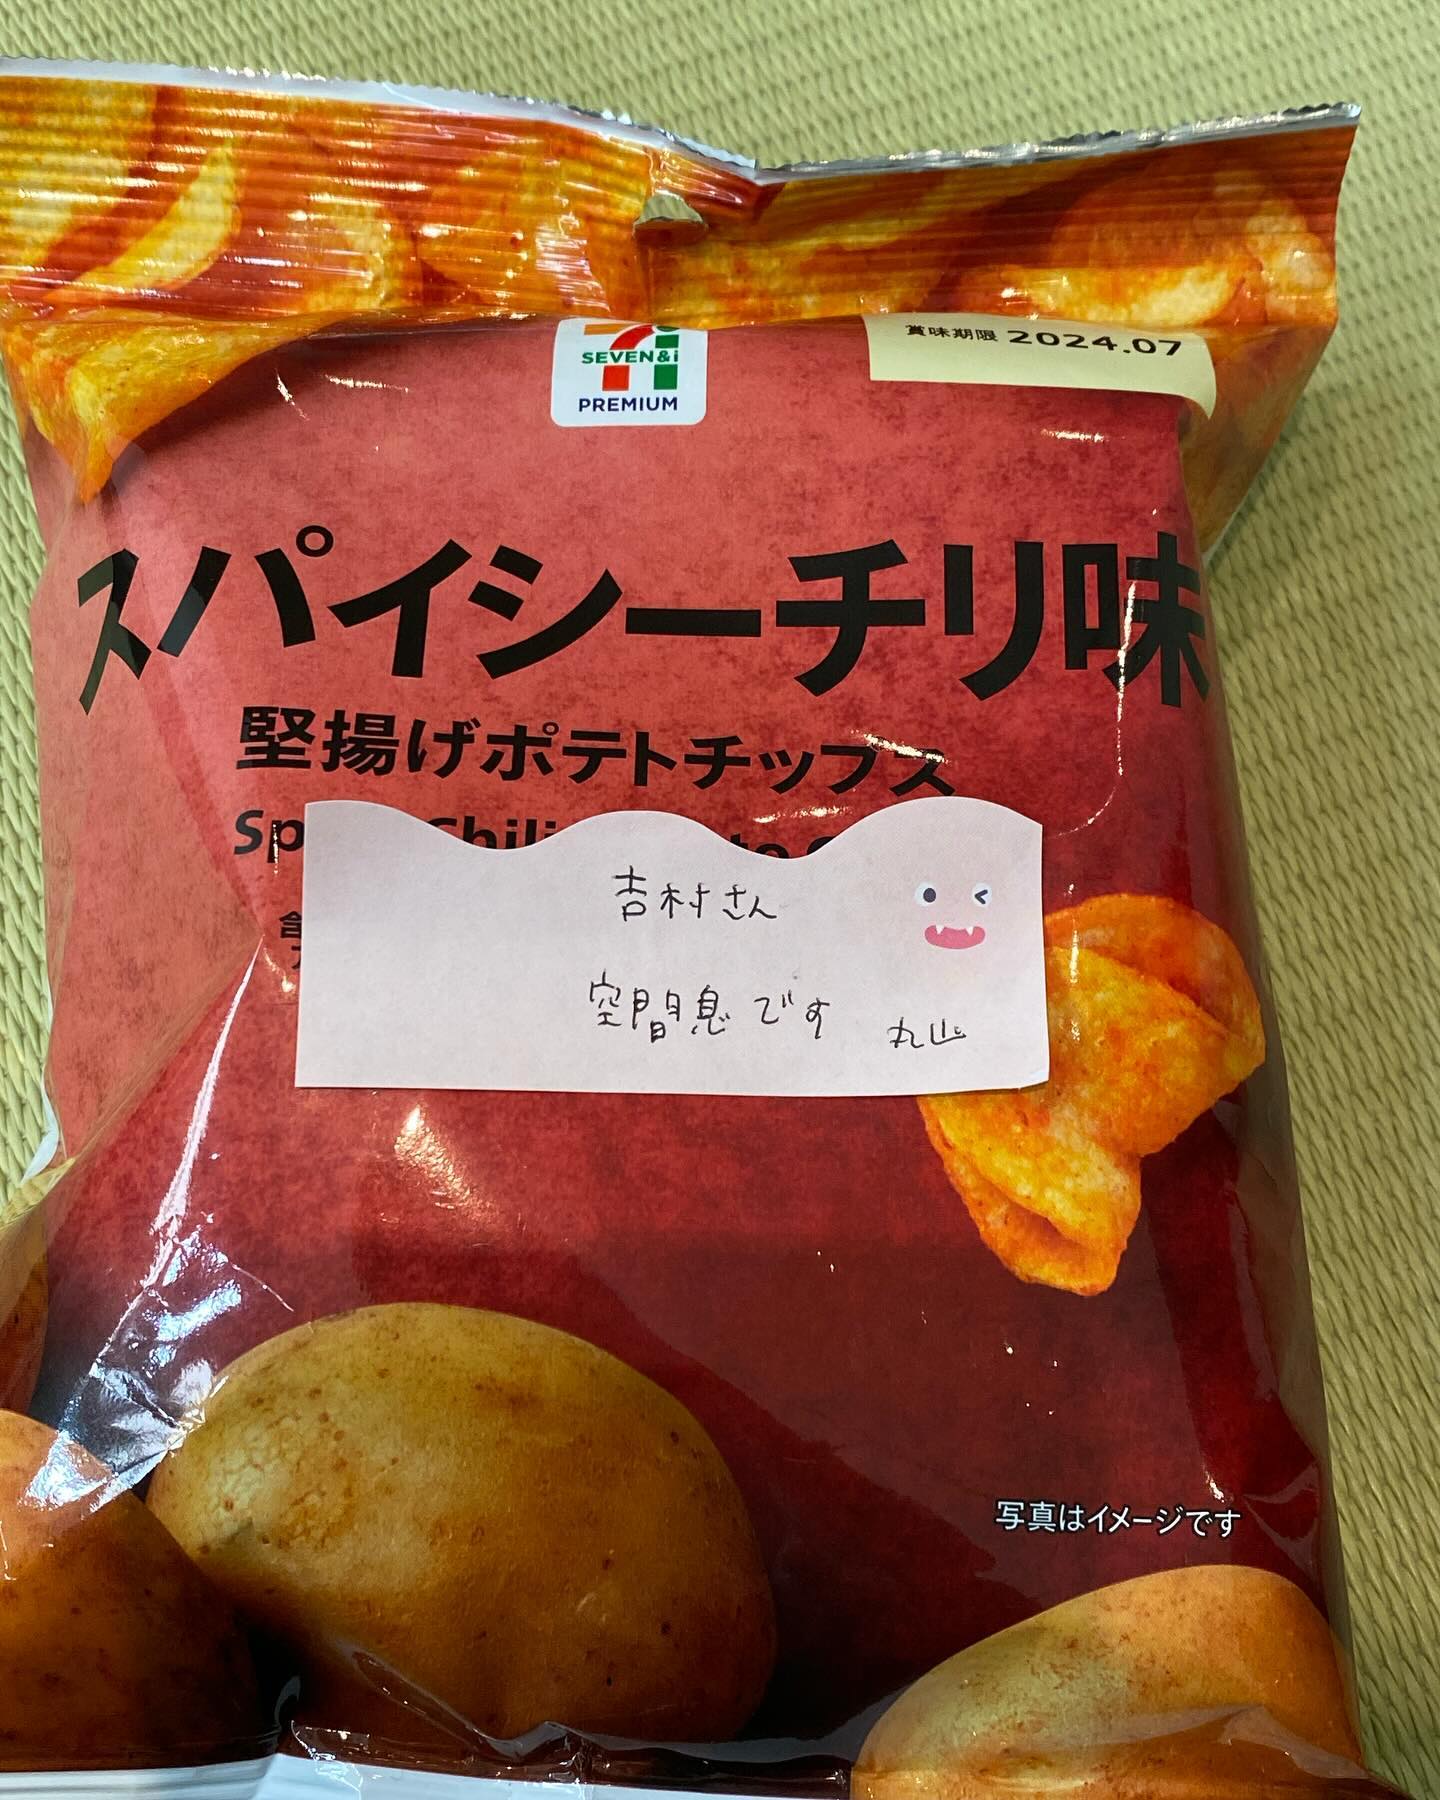 SEVEN&i
PREMIUM
賞味期限 2024.07
スパイシーチリ味
堅揚げポテトチップス
吉村さん
空間息です
丸山
写真はイメージです